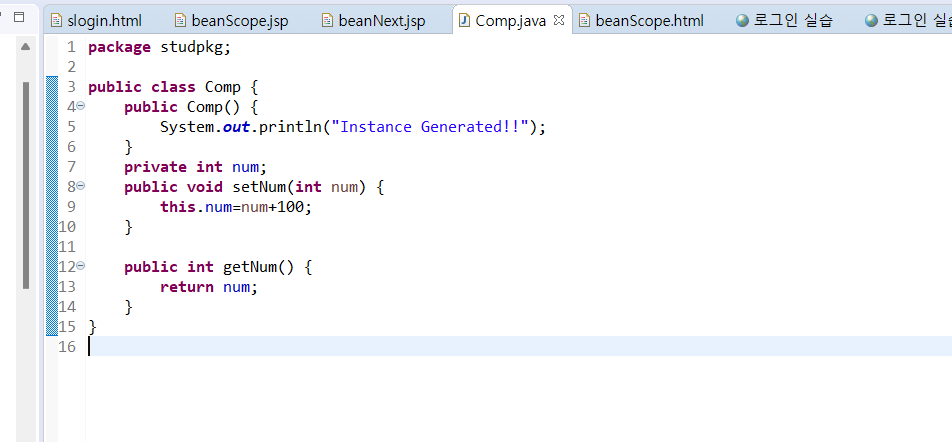 slogin.html beanScope.jsp beanNext.jsp Comp.java beanScope.html 로그인 실습 로그인
1 package studpkg;
2
3 public class Comp {
4 public Comp() {
5 System.out.println("Instance Generated!!");
6 }
7 private int num;
8 public void setNum(int num) {
9 this.num=num+100;
10 }
11
12 public int getNum() {
13 return num;
14 }
15 }
16